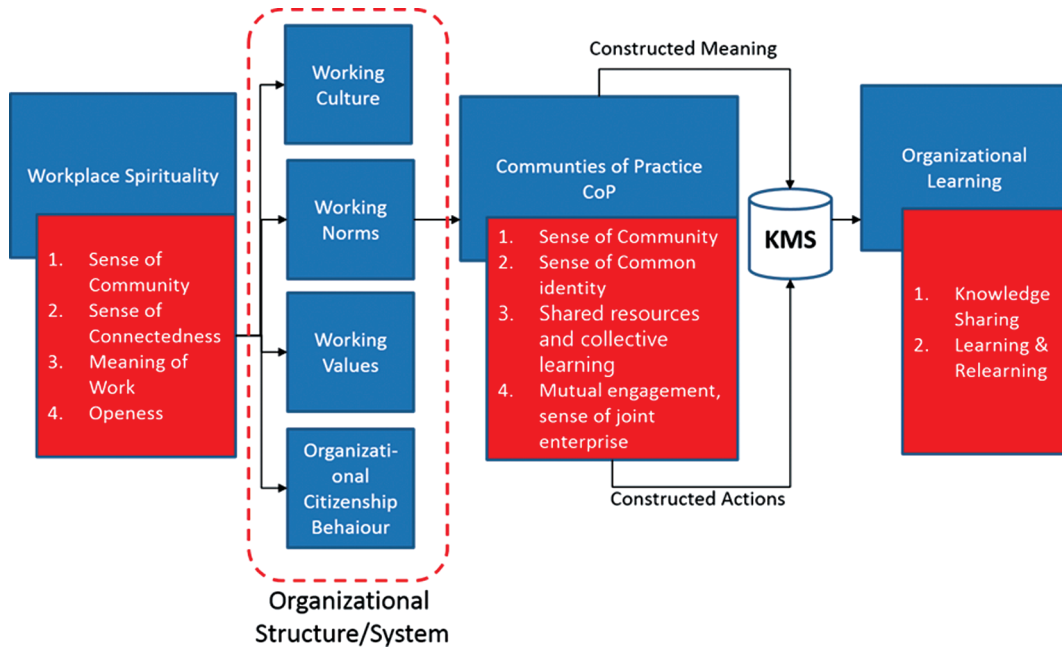 Workplace Spirituality
1. Sense of
Community
2. Sense of
Connectedness
3. Meaning of
Work
4. Openess
Working
Culture
Working
Norms
Working
Values
Organizati-
onal
Citizenship
Behaiour
Organizational
Structure/System
Constructed Meaning
Communties of Practice
CoP
1. Sense of Community
2. Sense of Common
identity
3. Shared resources
and collective
learning
4. Mutual engagement,
sense of joint
enterprise
Constructed Actions
KMS
Organizational
Learning
1. Knowledge
Sharing
2. Learning &
Relearning